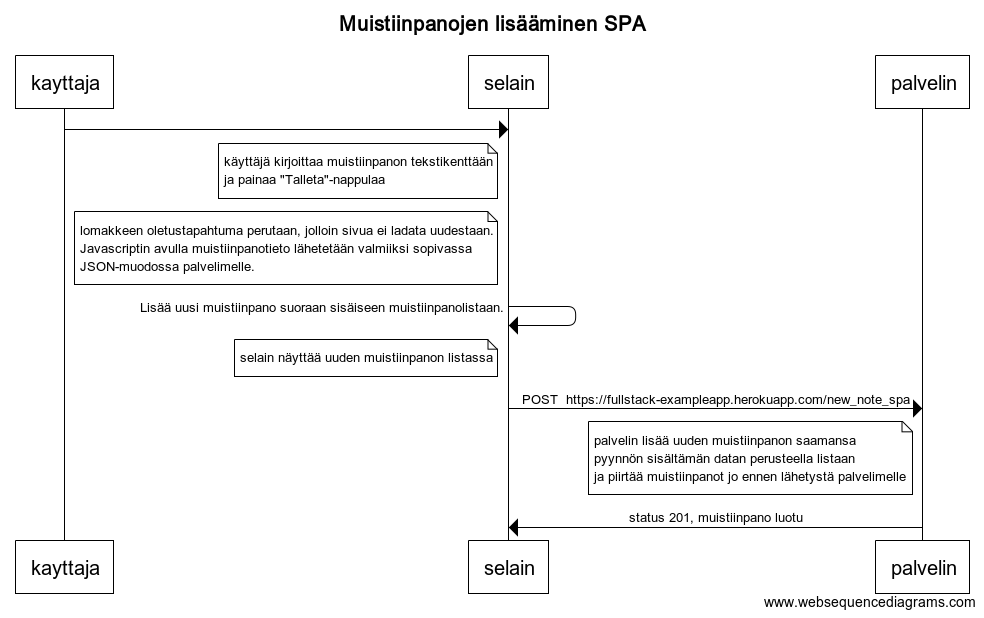 Muistiinpanojen lisääminen SPA
kayttaja
selain
palvelin
käyttäjä kirjoittaa muistiinpanon tekstikenttään
ja painaa "Talleta"-nappulaa
lomakkeen oletustapahtuma perutaan, jolloin sivua ei ladata uudestaan.
Javascriptin avulla muistiinpanotieto lähetetään valmiiksi sopivassa
JSON-muodossa palvelimelle.
Lisää uusi muistiinpano suoraan sisäiseen muistiinpanolistaan.
selain näyttää uuden muistiinpanon listassa
POST https://fullstack-exampleapp.herokuapp.com/new_note_spa
palvelin lisää uuden muistiinpanon saamansa
pyynnön sisältämän datan perusteella listaan
ja piirtää muistiinpanot jo ennen lähetystä palvelimelle
status 201, muistiinpano luotu
kayttaja
selain
palvelin
www.websequencediagrams.com